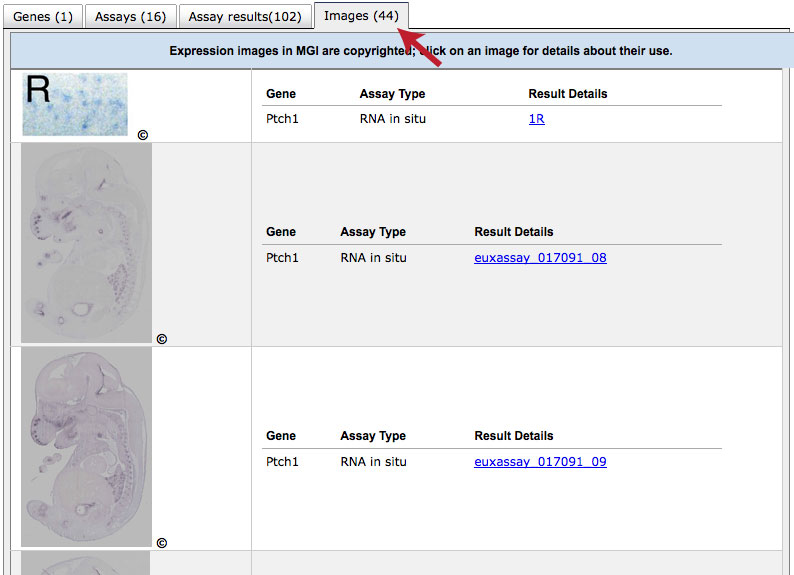 Genes (1) Assays (16) Assay results(102) Images (44)
Expression images in MGI are copyrighted; click on an image for details about their use.
R
©
Gene Assay Type Result Details
Ptch1 RNA in situ 1R
©
Gene Assay Type Result Details
Ptch1 RNA in situ euxassay_017091_08
©
Gene Assay Type Result Details
Ptch1 RNA in situ euxassay_017091_09